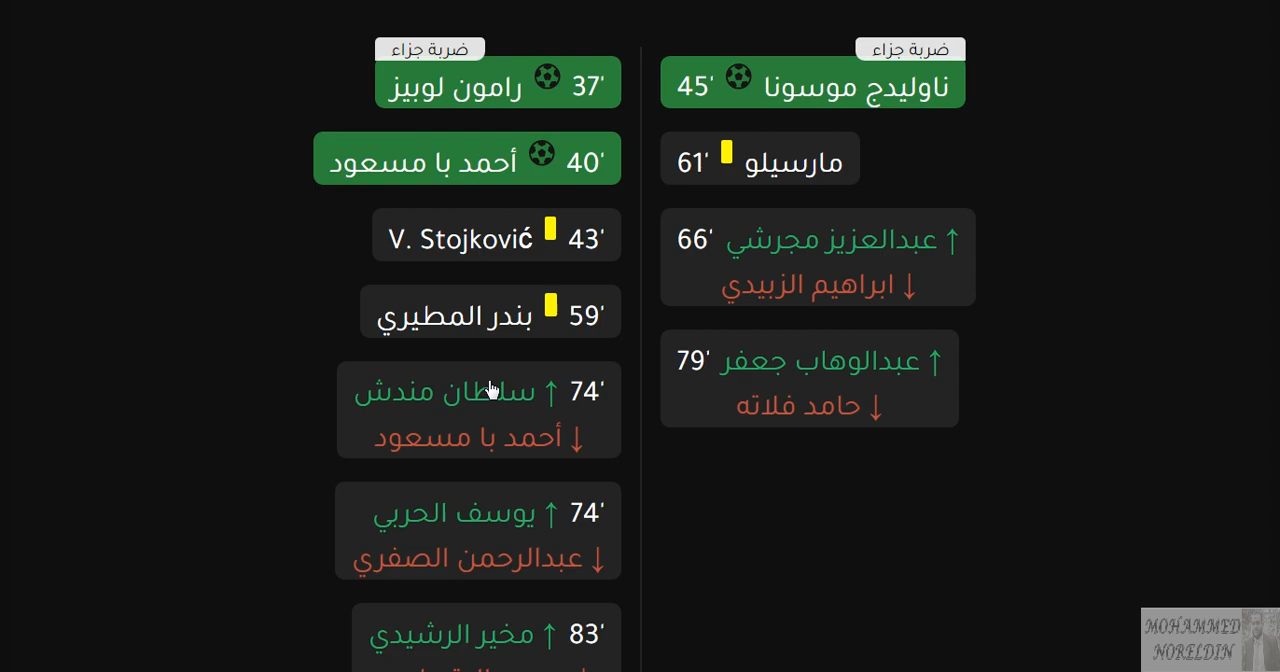 ضربة جزاء
ناوليدج موسونا 45'
مارسيلو 61'
↑ عبدالعزيز مجرشي 66'
↓ ابراهيم الزبيدي
↑ عبدالوهاب جعفر 79'
↓ حامد فلاته
ضربة جزاء
37' رامون لوبيز
40' أحمد با مسعود
43' V. Stojković
59' بندر المطيري
74' ↑ سلطان مندش
↓ أحمد با مسعود
74' ↑ يوسف الحربي
↓ عبدالرحمن الصفري
83' ↑ مخير الرشيدي
MOHAMMED
NORELDIN